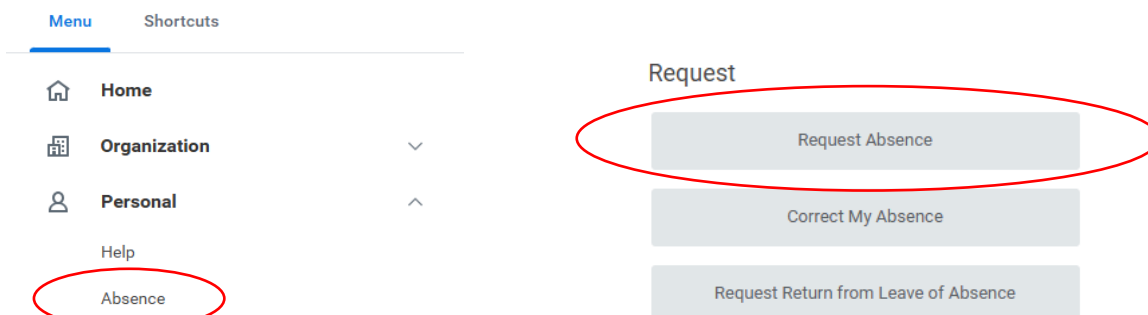 Menu Shortcuts
Home
Organization
Personal
Help
Absence
Request
Request Absence
Correct My Absence
Request Return from Leave of Absence